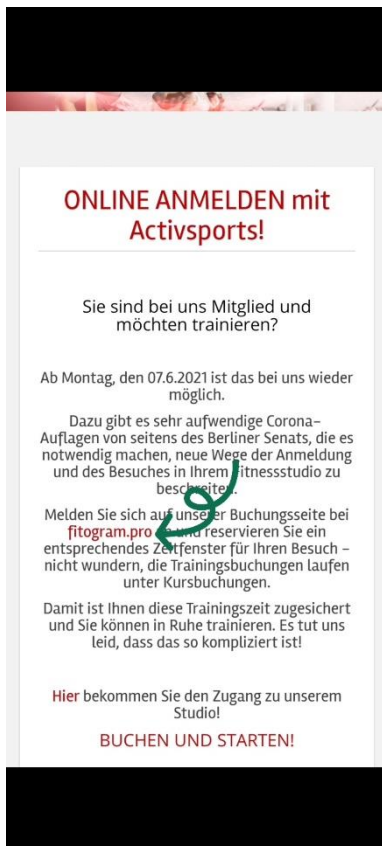 ONLINE ANMELDEN mit
Activsports!
Sie sind bei uns Mitglied und
möchten trainieren?
Ab Montag, den 07.6.2021 ist das bei uns wieder
möglich.
Dazu gibt es sehr aufwendige Corona-
Auflagen von seitens des Berliner Senats, die es
notwendig machen, neue Wege der Anmeldung
und des Besuches in Ihrem Fitnessstudio zu
beschreiten.
Melden Sie sich auf unserer Buchungsseite bei
fitogram.pro und reservieren Sie ein
entsprechendes Zeitfenster für Ihren Besuch –
nicht wundern, die Trainingsbuchungen laufen
unter Kursbuchungen.
Damit ist Ihnen diese Trainingszeit zugesichert
und Sie können in Ruhe trainieren. Es tut uns
leid, dass das so kompliziert ist!
Hier bekommen Sie den Zugang zu unserem
Studio!
BUCHEN UND STARTEN!